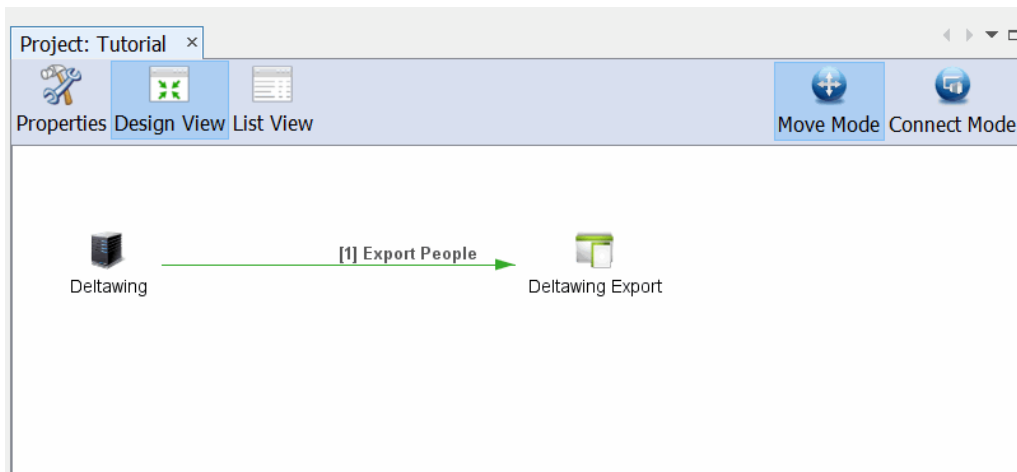 Project: Tutorial ×
Properties Design View List View Move Mode Connect Mode
[1] Export People
Deltawing Deltawing Export